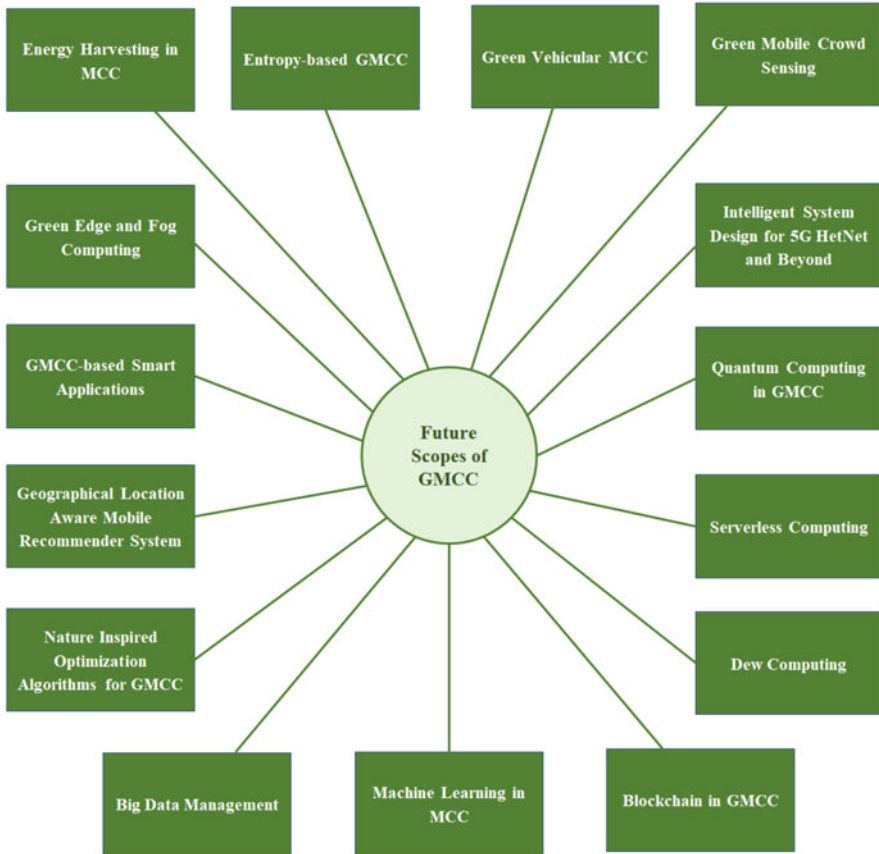 Energy Harvesting in
MCC
Entropy-based GMCC
Green Vehicular MCC
Green Mobile Crowd
Sensing
Green Edge and Fog
Computing
Intelligent System
Design for 5G HetNet
and Beyond
GMCC-based Smart
Applications
Quantum Computing
in GMCC
Future
Scopes of
GMCC
Geographical Location
Aware Mobile
Recommender System
Serverless Computing
Nature Inspired
Optimization
Algorithms for GMCC
Dew Computing
Big Data Management
Machine Learning in
MCC
Blockchain in GMCC